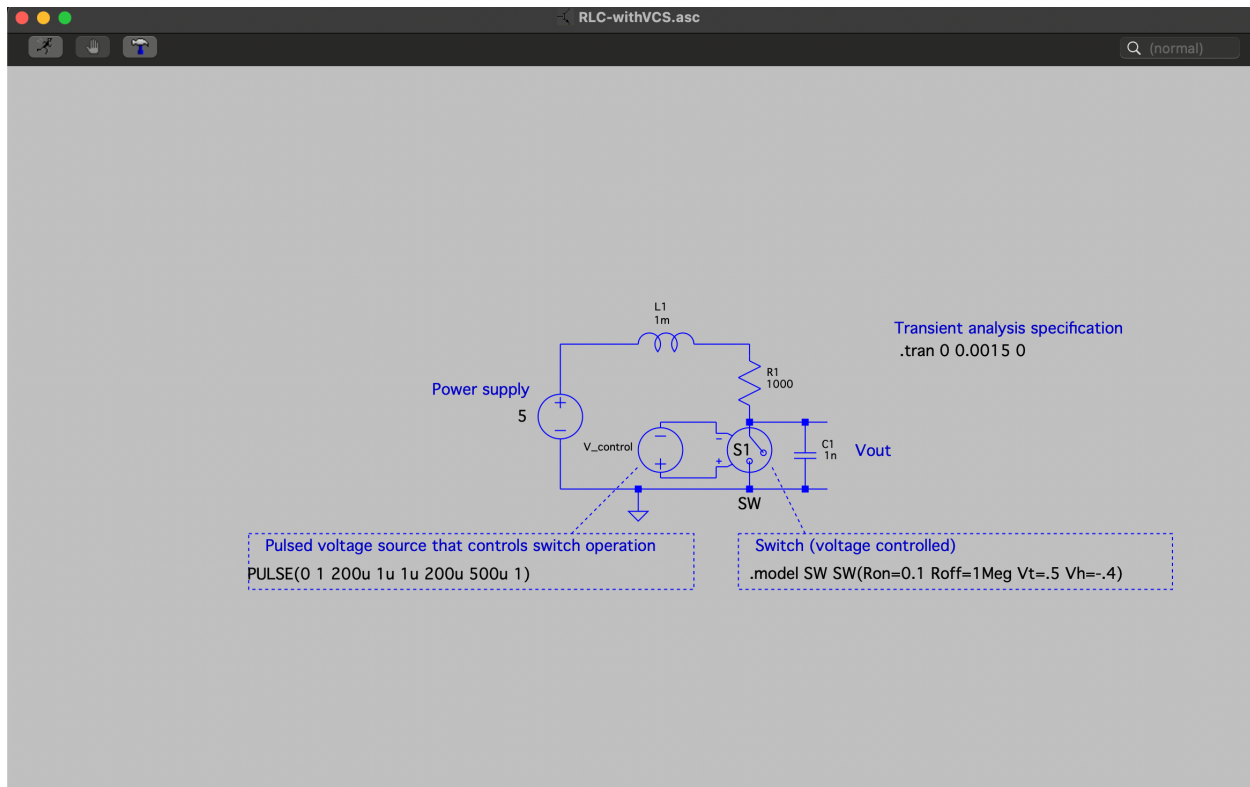 RLC-withVCS.asc
(normal)
L1
1m
Transient analysis specification
.tran 0 0.0015 0
R1
1000
Power supply
5
V_control
S1
C1
1n
Vout
SW
Pulsed voltage source that controls switch operation
PULSE(0 1 200u 1u 1u 200u 500u 1)
Switch (voltage controlled)
.model SW SW(Ron=0.1 Roff=1Meg Vt=.5 Vh=-.4)